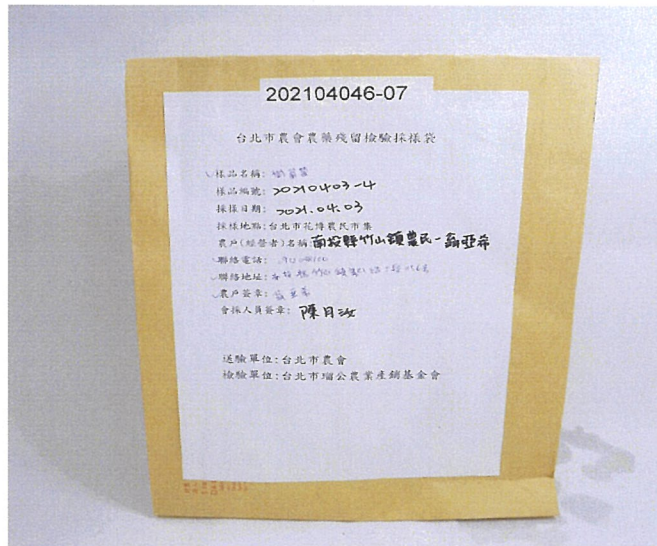 202104046-07
台北市農會農藥殘留檢驗採樣袋
樣品名稱:
樣品編號: 20210403-4
採樣日期: 2021.04.03
採樣地點:台北市花博農民市集
農戶(經營者)名稱:南投縣竹山鎮農民-翁亞希
聯絡電話:
聯絡地址:
農戶簽章:
會採人員簽章: 陳月汝
送驗單位:台北市農會
檢驗單位:台北市瑠公農業產銷基金會